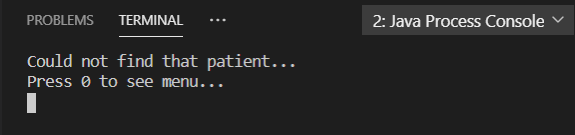 PROBLEMS TERMINAL ... 2: Java Process Console
Could not find that patient...
Press 0 to see menu...